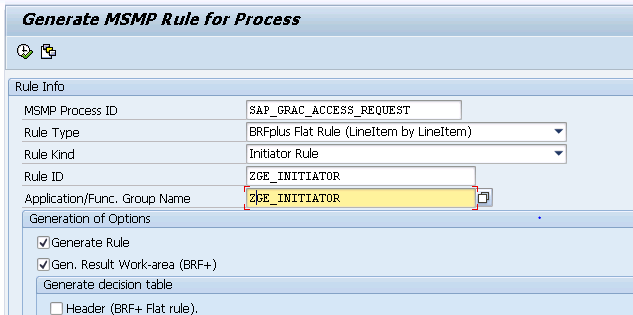 Generate MSMP Rule for Process
Rule Info
MSMP Process ID SAP_GRAC_ACCESS_REQUEST
Rule Type BRFplus Flat Rule (LineItem by LineItem)
Rule Kind Initiator Rule
Rule ID ZGE_INITIATOR
Application/Func. Group Name ZGE_INITIATOR
Generation of Options
Generate Rule
Gen. Result Work-area (BRF+)
Generate decision table
Header (BRF+ Flat rule).